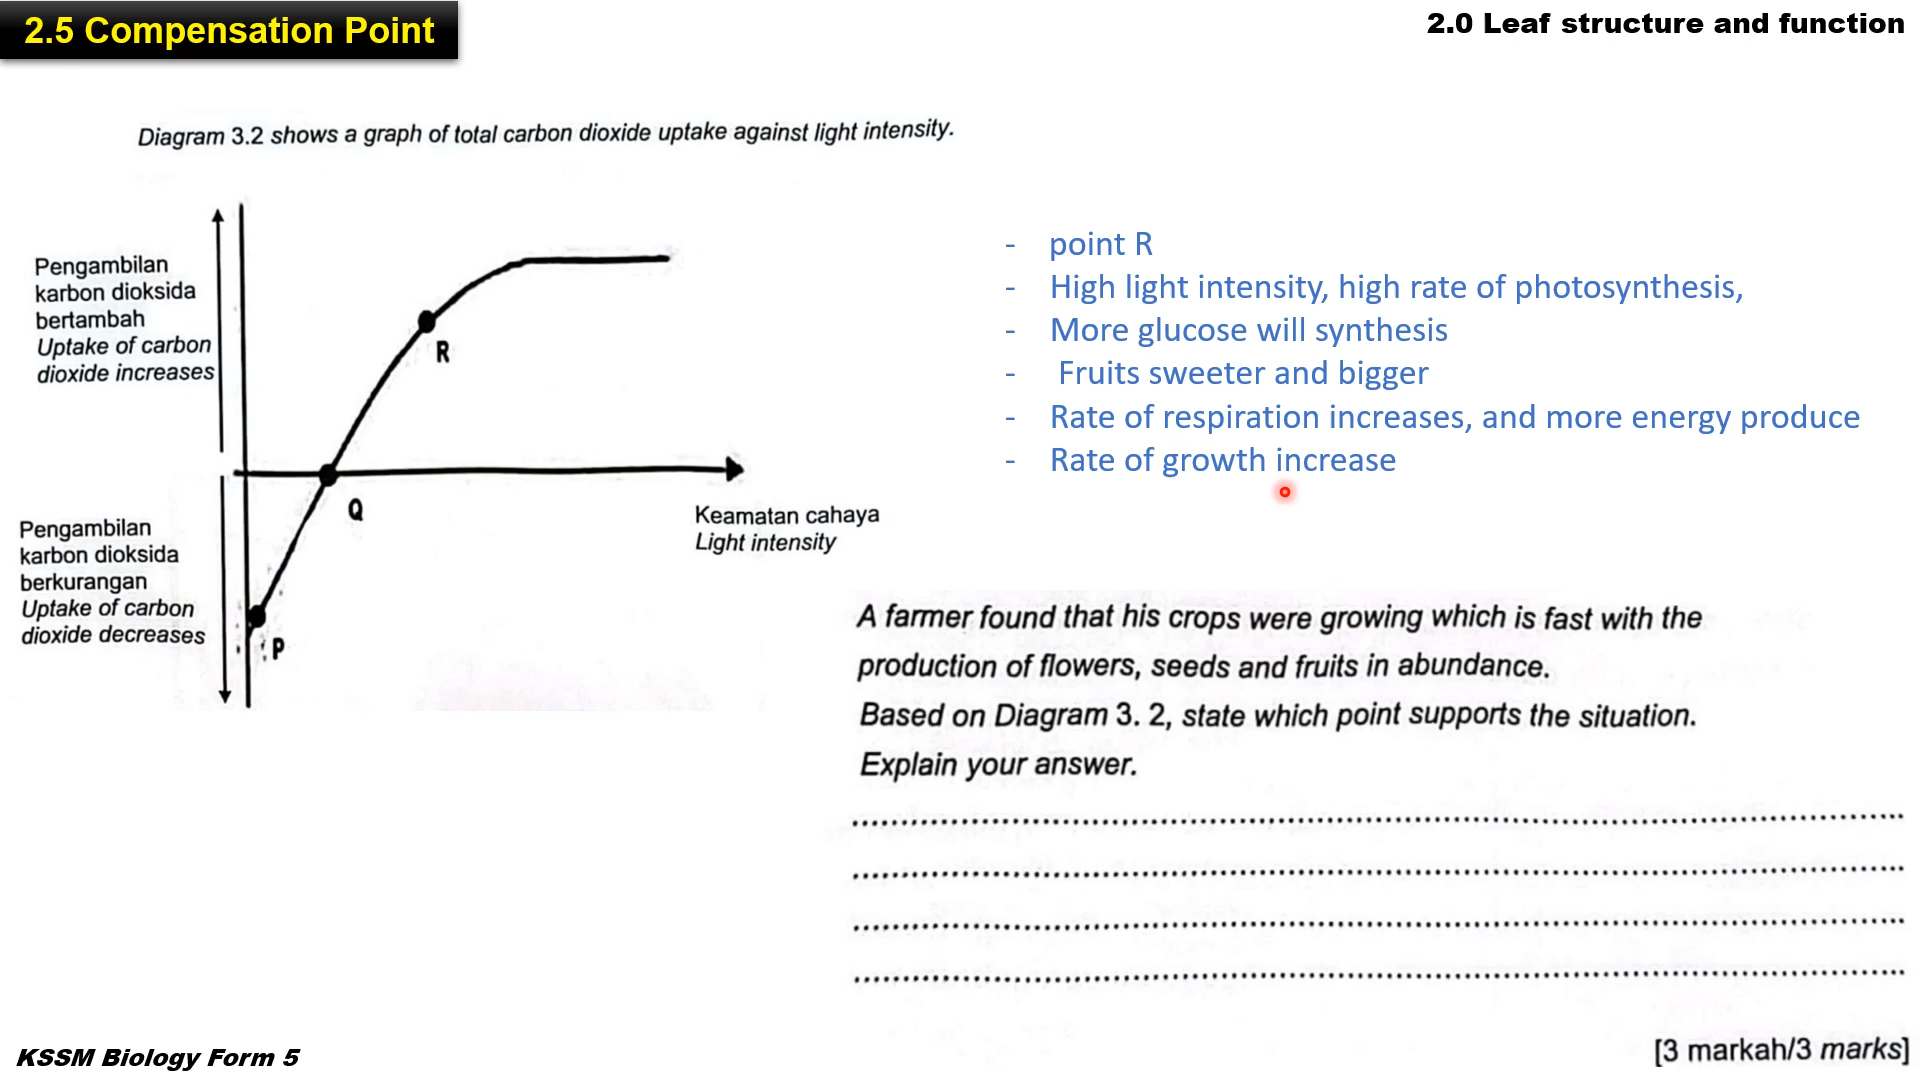 2.5 Compensation Point
2.0 Leaf structure and function
Diagram 3.2 shows a graph of total carbon dioxide uptake against light intensity.
Pengambilan
karbon dioksida
bertambah
Uptake of carbon
dioxide increases
R
Q
Keamatan cahaya
Light intensity
Pengambilan
karbon dioksida
berkurangan
Uptake of carbon
dioxide decreases
P
- point R
- High light intensity, high rate of photosynthesis,
- More glucose will synthesis
- Fruits sweeter and bigger
- Rate of respiration increases, and more energy produce
- Rate of growth increase
A farmer found that his crops were growing which is fast with the
production of flowers, seeds and fruits in abundance.
Based on Diagram 3. 2, state which point supports the situation.
Explain your answer.
[3 markah/3 marks]
KSSM Biology Form 5